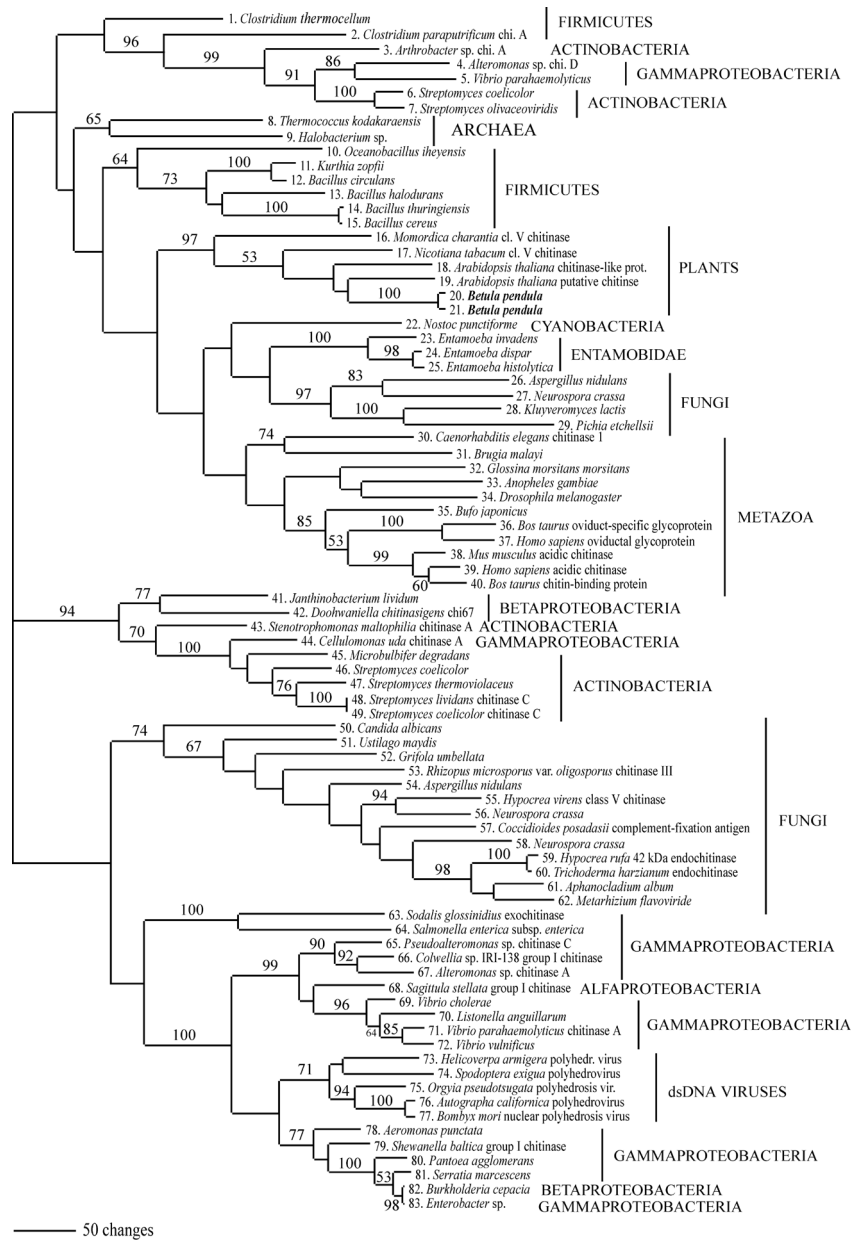 1. Clostridium thermocellum
FIRMICUTES
96
2. Clostridium paraputrificum chi. A
3. Arthrobacter sp. chi. A ACTINOBACTERIA
99
86
4. Alteromonas sp. chi. D
GAMMAPROTEOBACTERIA
91
5. Vibrio parahaemolyticus
100
6. Streptomyces coelicolor
ACTINOBACTERIA
7. Streptomyces olivaceoviridis
65
8. Thermococcus kodakaraensis
ARCHAEA
9. Halobacterium sp.
64
10. Oceanobacillus iheyensis
100
11. Kurthia zopfii
73
12. Bacillus circulans
FIRMICUTES
13. Bacillus halodurans
100
14. Bacillus thuringiensis
15. Bacillus cereus
97
16. Momordica charantia cl. V chitinase
53
17. Nicotiana tabacum cl. V chitinase
18. Arabidopsis thaliana chitinase-like prot.
PLANTS
19. Arabidopsis thaliana putative chitinse
100
20. Betula pendula
21. Betula pendula
22. Nostoc punctiforme CYANOBACTERIA
100
23. Entamoeba invadens
98
24. Entamoeba dispar
ENTAMOBIDAE
25. Entamoeba histolytica
83
26. Aspergillus nidulans
97
27. Neurospora crassa
FUNGI
100
28. Kluyveromyces lactis
29. Pichia etchellsii
74
30. Caenorhabditis elegans chitinase 1
31. Brugia malayi
32. Glossina morsitans morsitans
33. Anopheles gambiae
34. Drosophila melanogaster
METAZOA
85
35. Bufo japonicus
100
36. Bos taurus oviduct-specific glycoprotein
53
37. Homo sapiens oviductal glycoprotein
99
38. Mus musculus acidic chitinase
39. Homo sapiens acidic chitinase
60
40. Bos taurus chitin-binding protein
94
77
41. Janthinobacterium lividum
BETAPROTEOBACTERIA
42. Doohwaniella chitinasigens chi67
70
43. Stenotrophomonas maltophilia chitinase A ACTINOBACTERIA
100
44. Cellulomonas uda chitinase A GAMMAPROTEOBACTERIA
45. Microbulbifer degradans
46. Streptomyces coelicolor
76
47. Streptomyces thermoviolaceus
ACTINOBACTERIA
100
48. Streptomyces lividans chitinase C
49. Streptomyces coelicolor chitinase C
74
50. Candida albicans
67
51. Ustilago maydis
52. Grifola umbellata
53. Rhizopus microsporus var. oligosporus chitinase III
54. Aspergillus nidulans
94
55. Hypocrea virens class V chitinase
56. Neurospora crassa
FUNGI
57. Coccidioides posadasii complement-fixation antigen
58. Neurospora crassa
100
59. Hypocrea rufa 42 kDa endochitinase
98
60. Trichoderma harzianum endochitinase
61. Aphanocladium album
62. Metarhizium flavoviride
100
63. Sodalis glossinidius exochitinase
64. Salmonella enterica subsp. enterica
90
65. Pseudoalteromonas sp. chitinase C
GAMMAPROTEOBACTERIA
99
92
66. Colwellia sp. IRI-138 group I chitinase
67. Alteromonas sp. chitinase A
68. Sagittula stellata group I chitinase ALFAPROTEOBACTERIA
96
69. Vibrio cholerae
70. Listonella anguillarum
GAMMAPROTEOBACTERIA
64
85
71. Vibrio parahaemolyticus chitinase A
100
72. Vibrio vulnificus
73. Helicoverpa armigera polyhedr. virus
71
74. Spodoptera exigua polyhedrovirus
94
75. Orgyia pseudotsugata polyhedrosis vir.
dsDNA VIRUSES
100
76. Autographa californica polyhedrovirus
77. Bombyx mori nuclear polyhedrosis virus
77
78. Aeromonas punctata
79. Shewanella baltica group I chitinase
GAMMAPROTEOBACTERIA
100
80. Pantoea agglomerans
53
81. Serratia marcescens
82. Burkholderia cepacia BETAPROTEOBACTERIA
98
83. Enterobacter sp. GAMMAPROTEOBACTERIA
50 changes